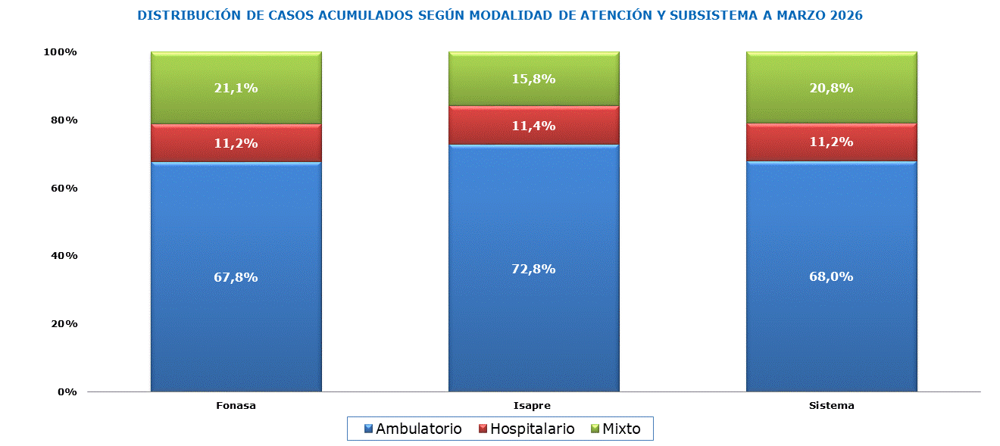 DISTRIBUCIÓN DE CASOS ACUMULADOS SEGÚN MODALIDAD DE ATENCIÓN Y SUBSISTEMA A MARZO 2026
100%
80%
60%
40%
20%
0%
21,1%
15,8%
20,8%
11,2%
11,4%
11,2%
67,8%
72,8%
68,0%
Fonasa
Isapre
Sistema
Ambulatorio
Hospitalario
Mixto